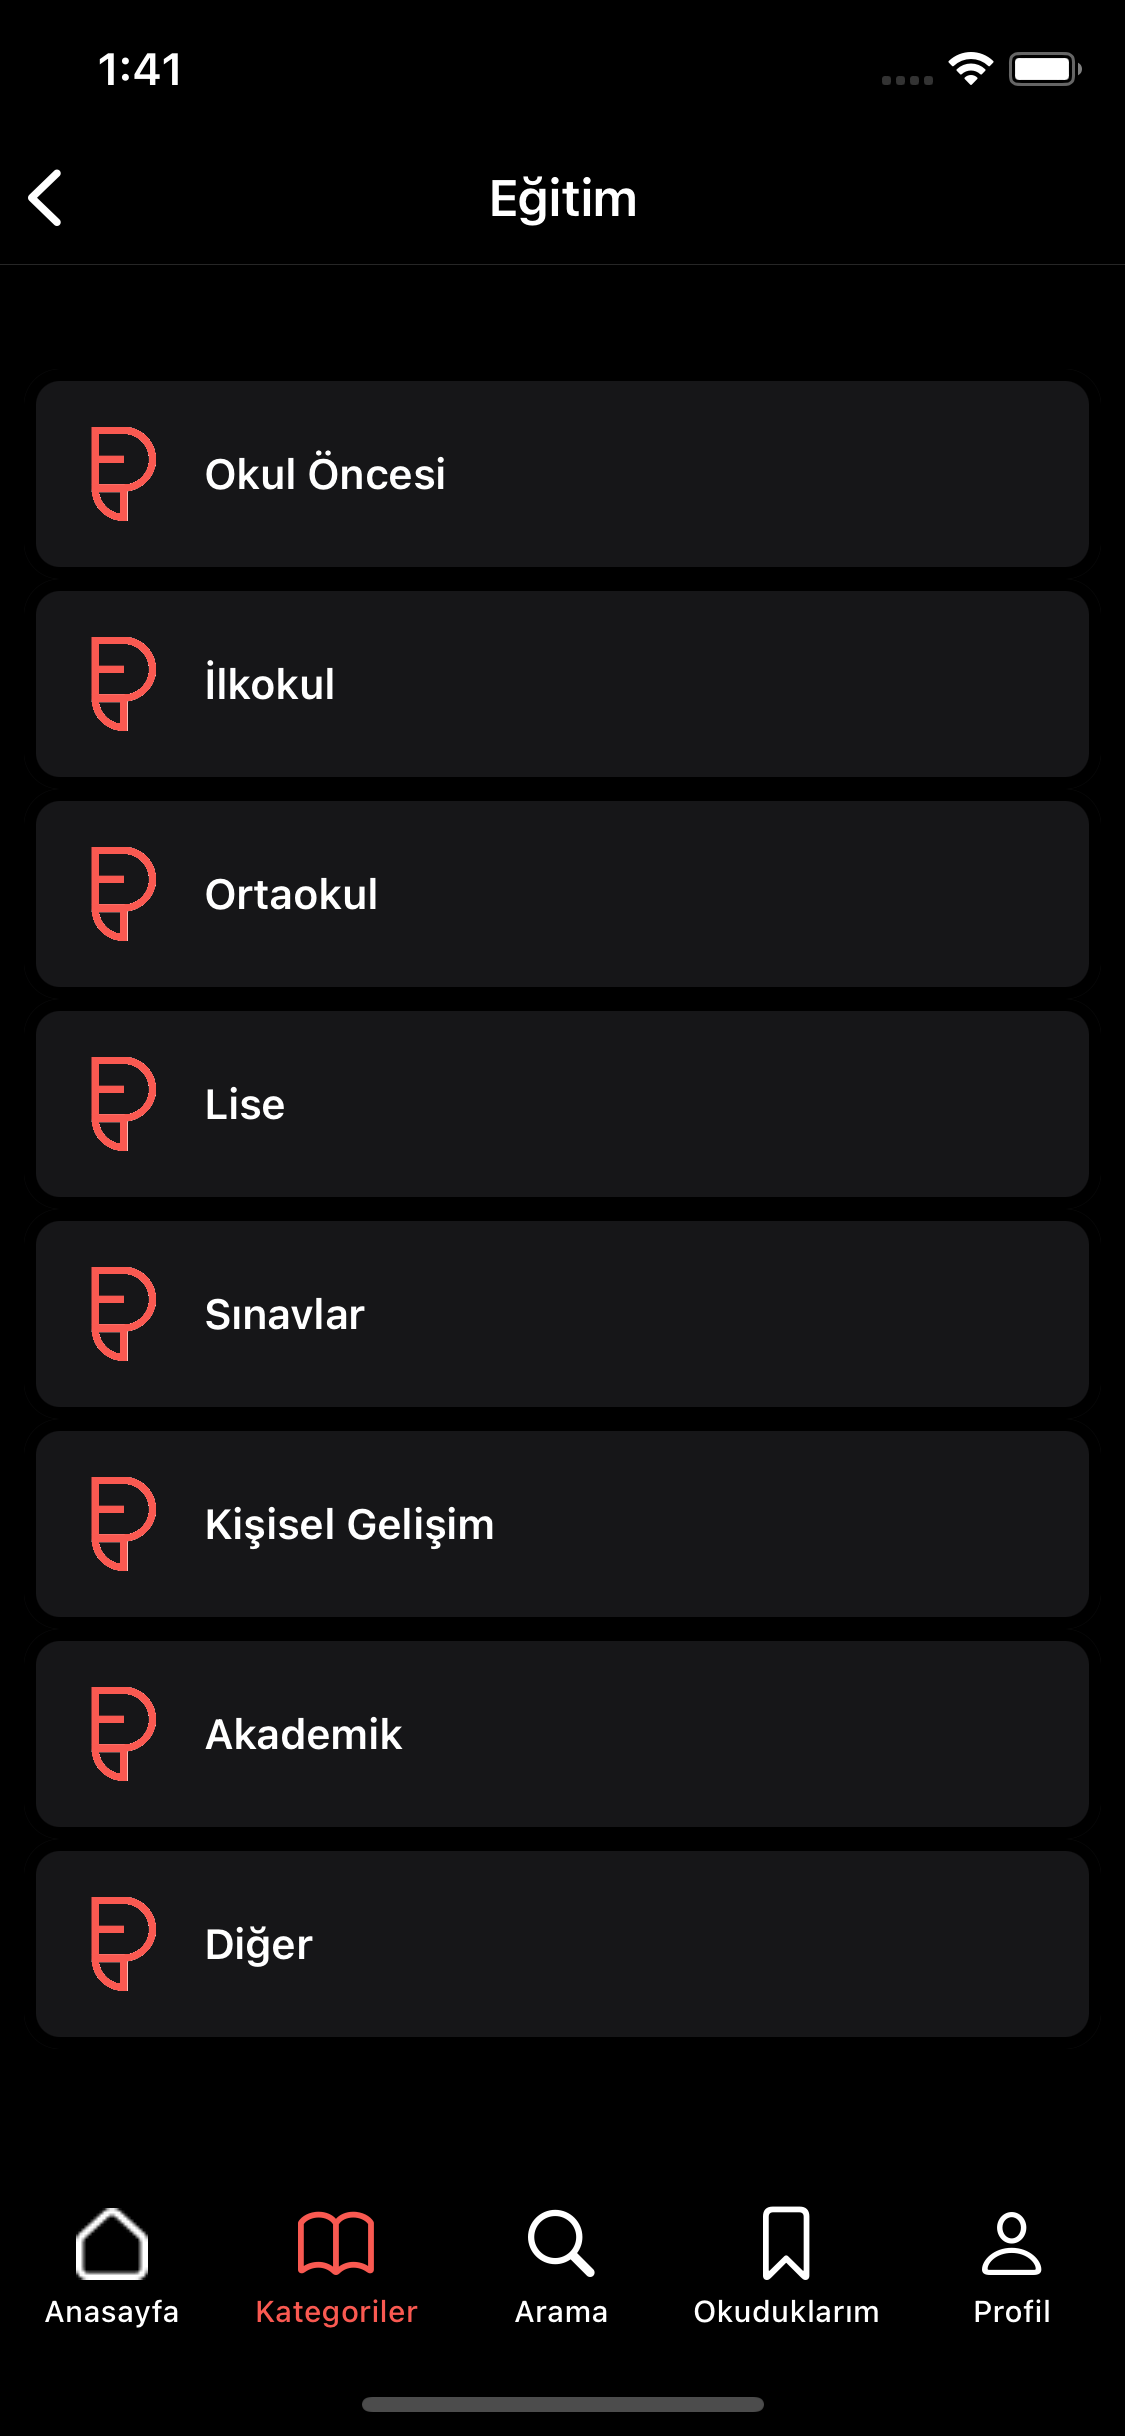 1:41
Eğitim
Okul Öncesi
İlkokul
Ortaokul
Lise
Sınavlar
Kişisel Gelişim
Akademik
Diğer
Anasayfa
Kategoriler
Arama
Okuduklarım
Profil